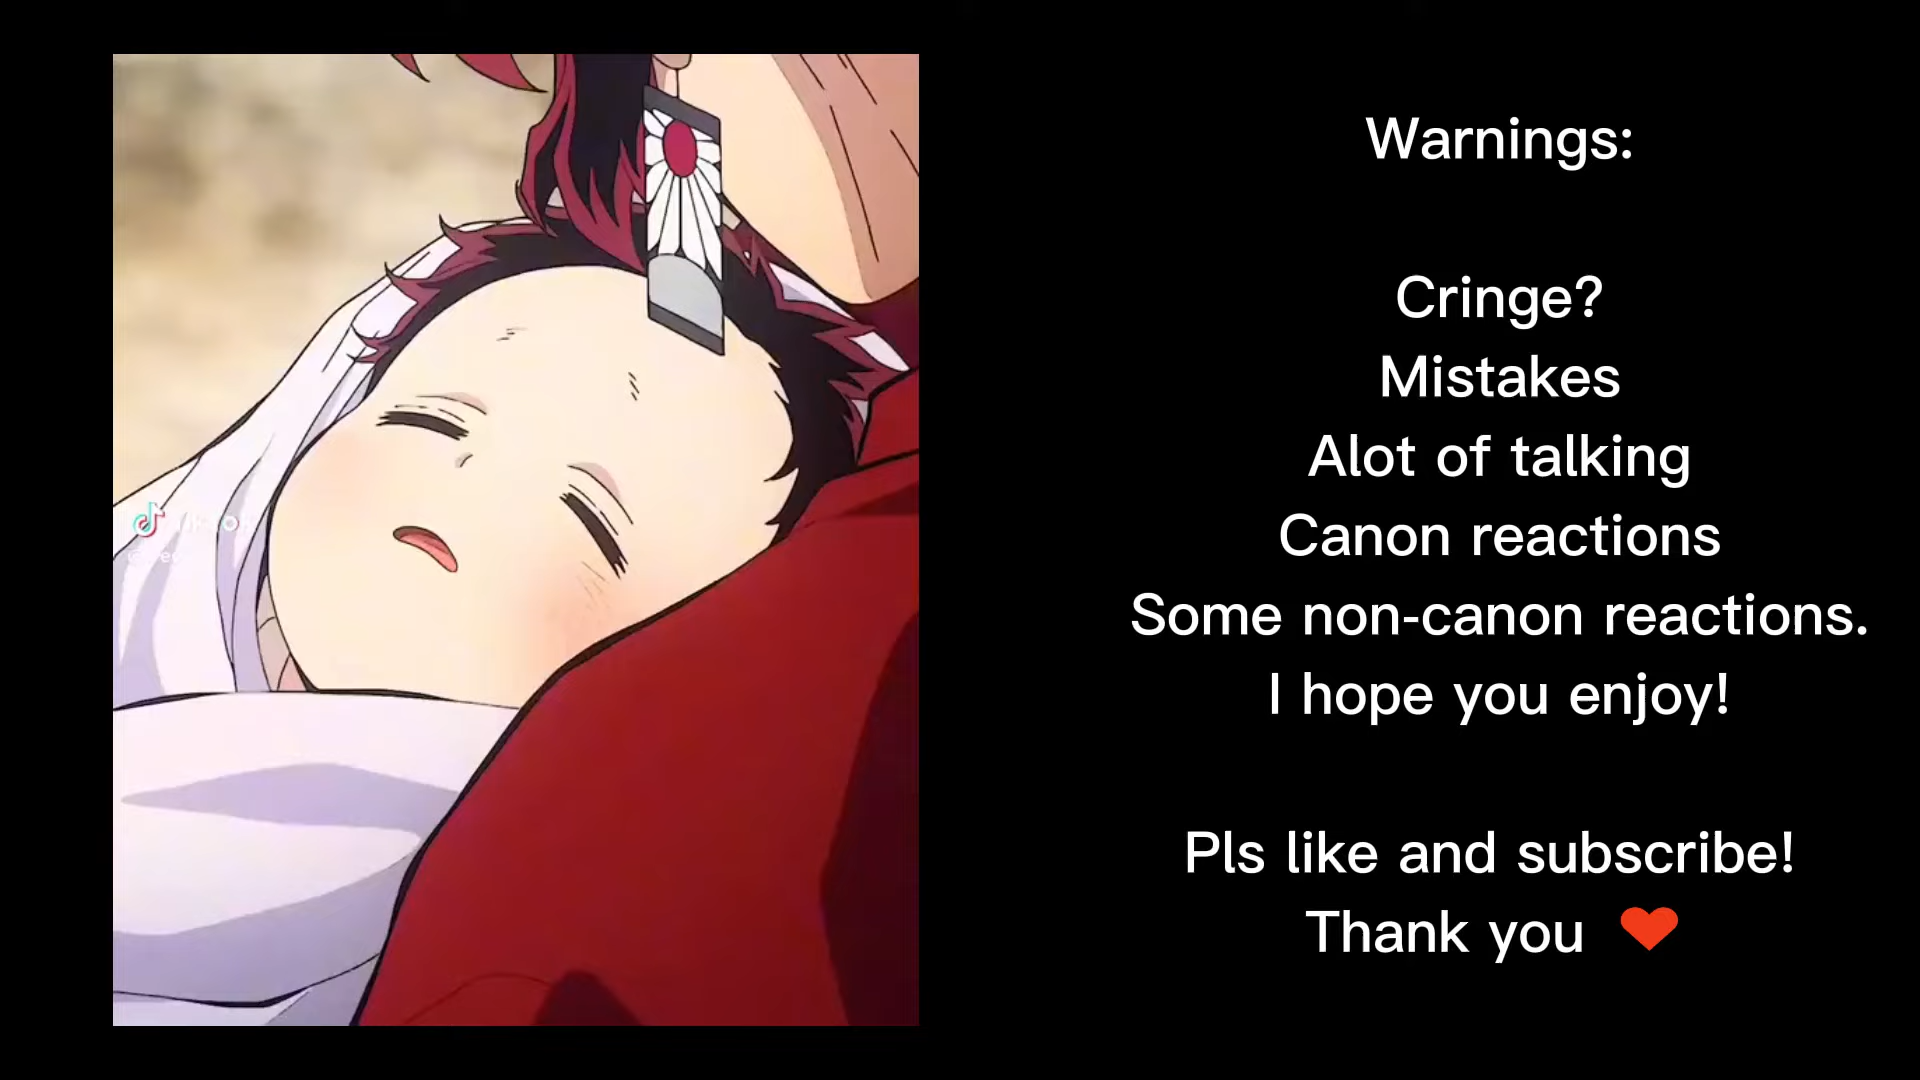 Warnings:
Cringe?
Mistakes
Alot of talking
Canon reactions
Some non-canon reactions.
I hope you enjoy!
Pls like and subscribe!
Thank you ❤